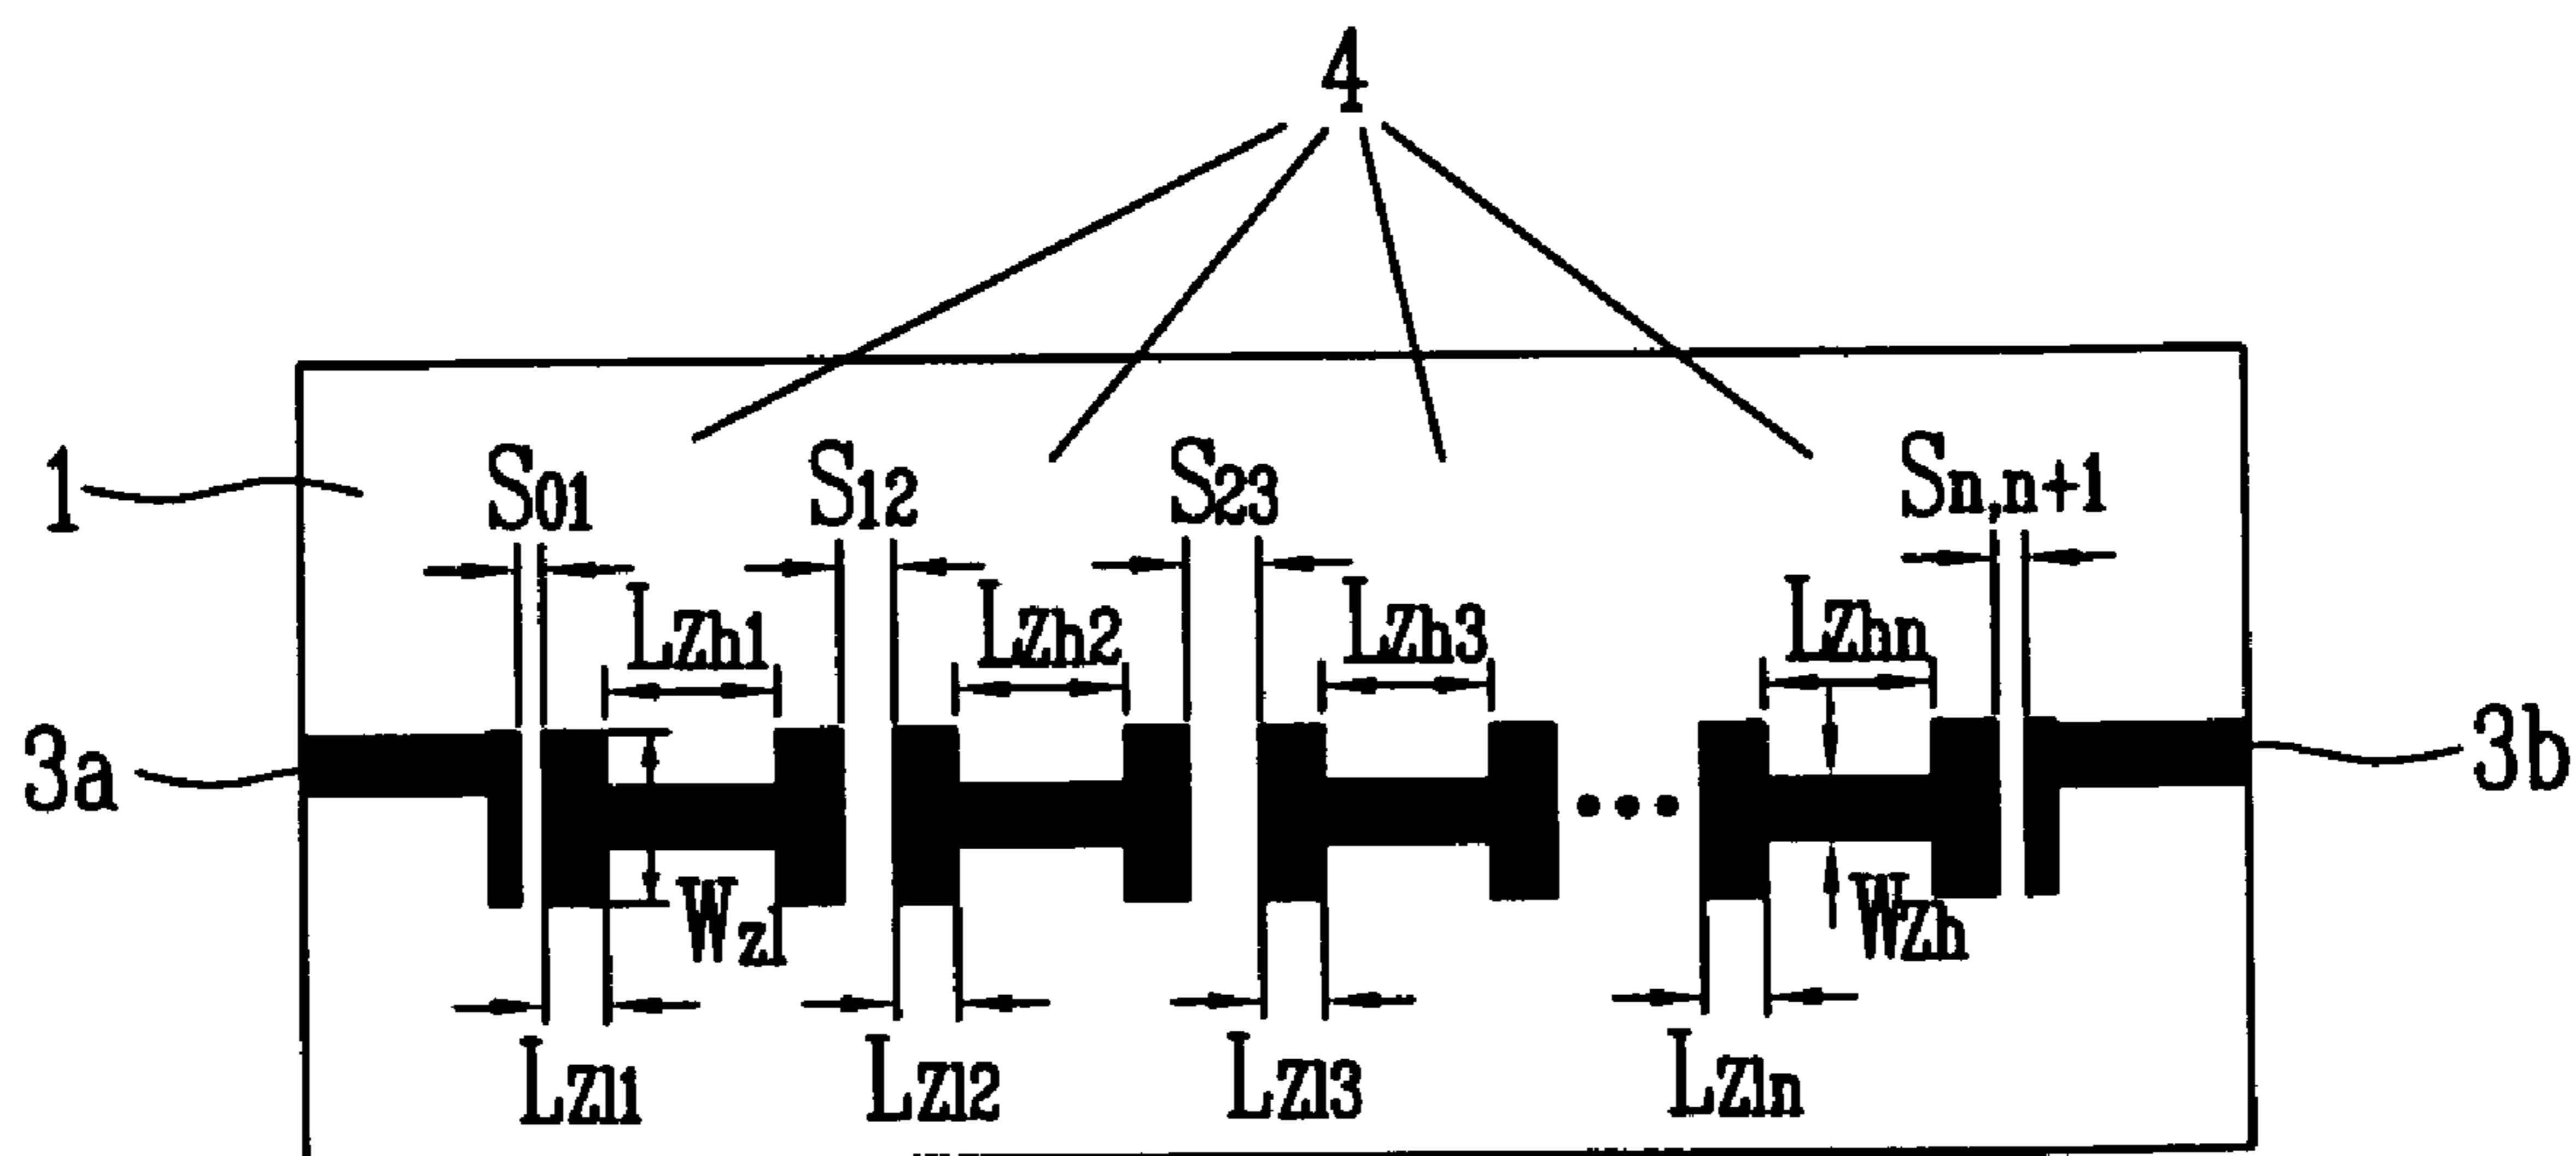 4
1
S01 S12 S23 Sn,n+1
Lzh1 Lzh2 Lzh3 Lzhn
3a 3b
Wzl Wzh
Lzl1 Lzl2 Lzl3 Lzln